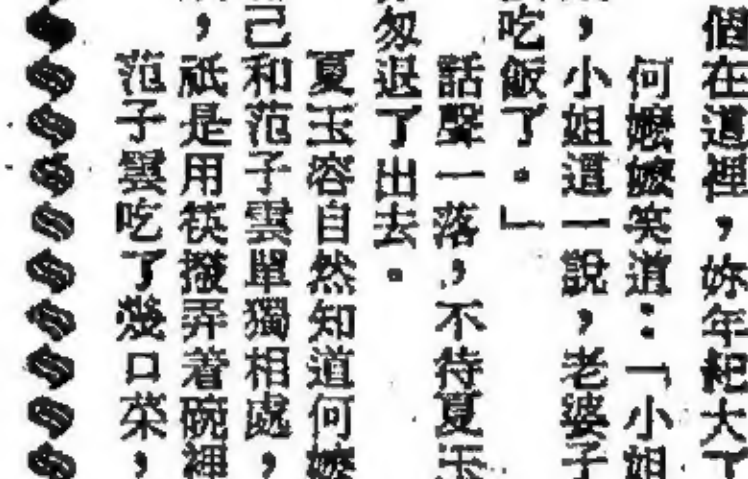 個在這裡，妳年紀大了
何嬤嬤笑道：「小姐
，小姐這一說，老婆子
吃飯了。」
話聲一落，不待夏玉
匆退了出去。
夏玉容自然知道何嬤
己和范子雲單獨相處，
，祇是用筷撥弄着碗裡
范子雲吃了幾口菜，